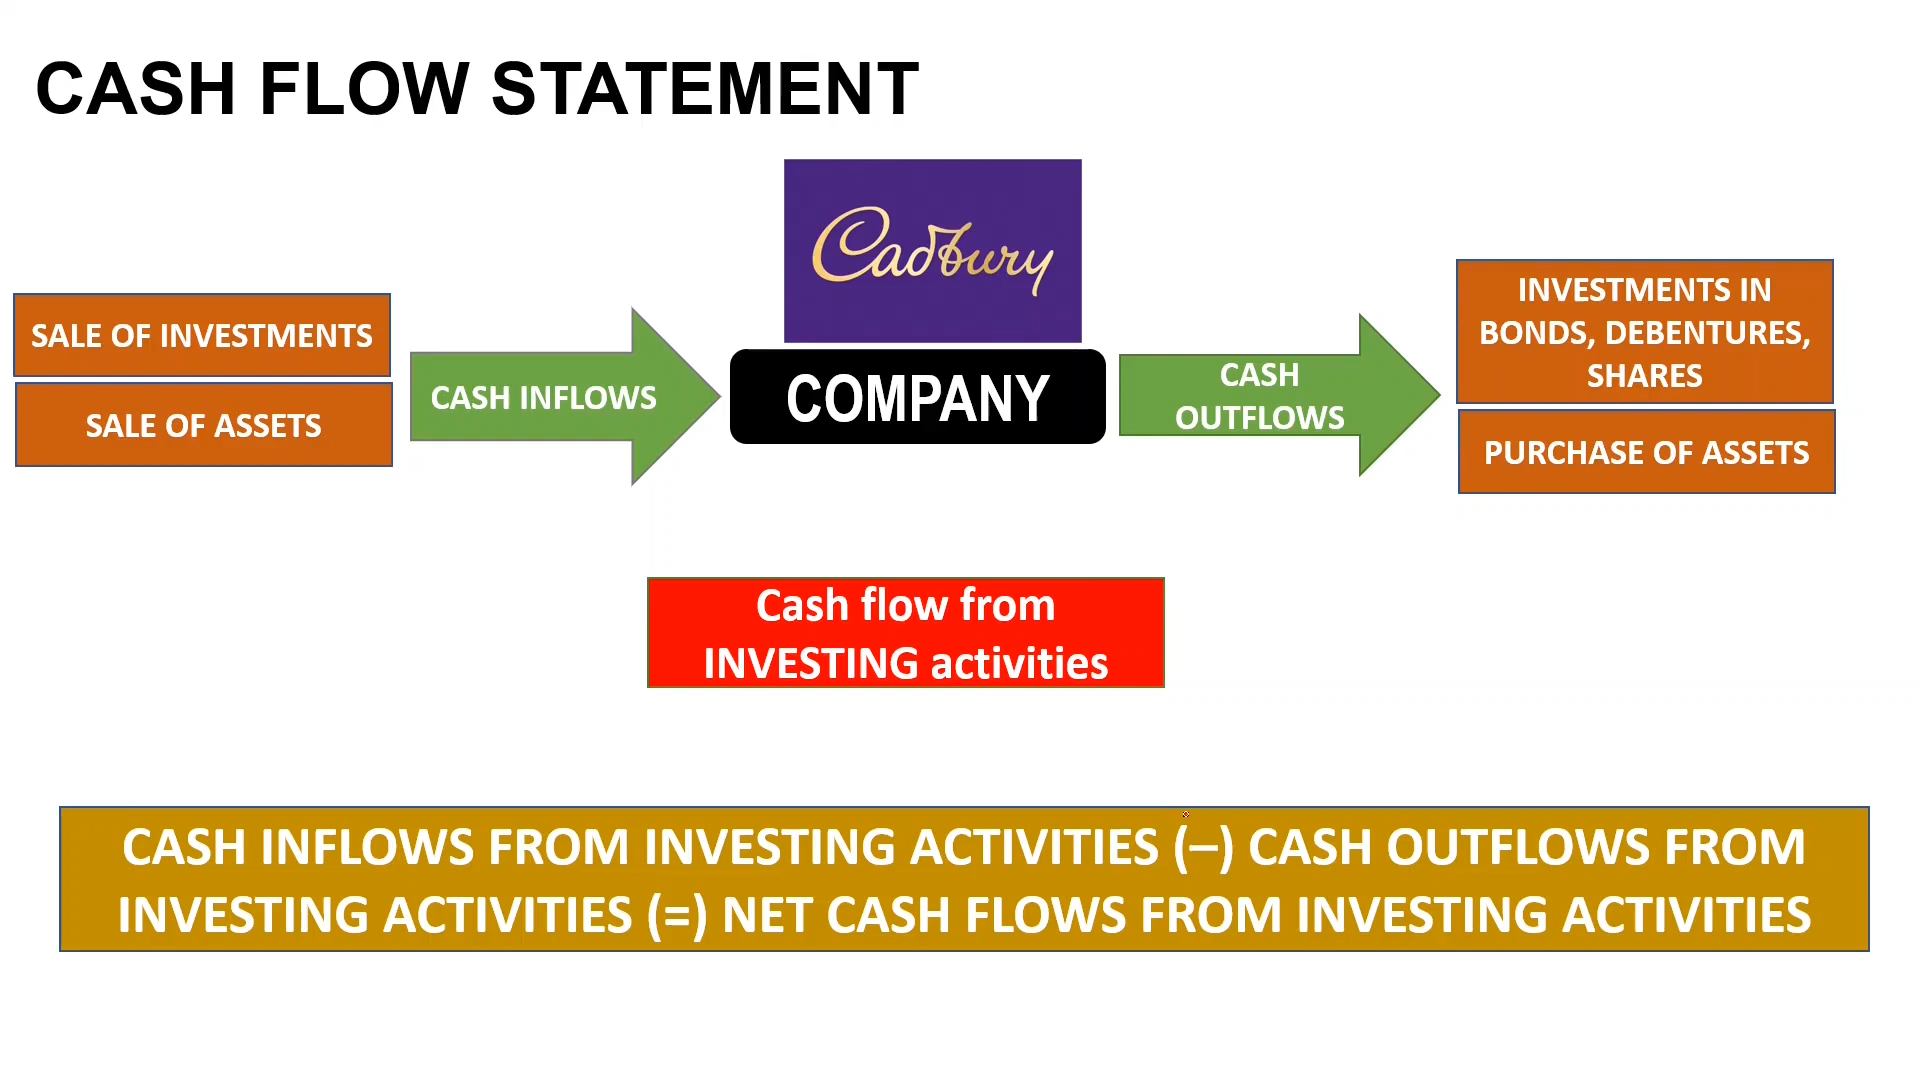 CASH FLOW STATEMENT
Cadbury
SALE OF INVESTMENTS
SALE OF ASSETS
CASH INFLOWS
COMPANY
CASH
OUTFLOWS
INVESTMENTS IN
BONDS, DEBENTURES,
SHARES
PURCHASE OF ASSETS
Cash flow from
INVESTING activities
CASH INFLOWS FROM INVESTING ACTIVITIES (–) CASH OUTFLOWS FROM
INVESTING ACTIVITIES (=) NET CASH FLOWS FROM INVESTING ACTIVITIES